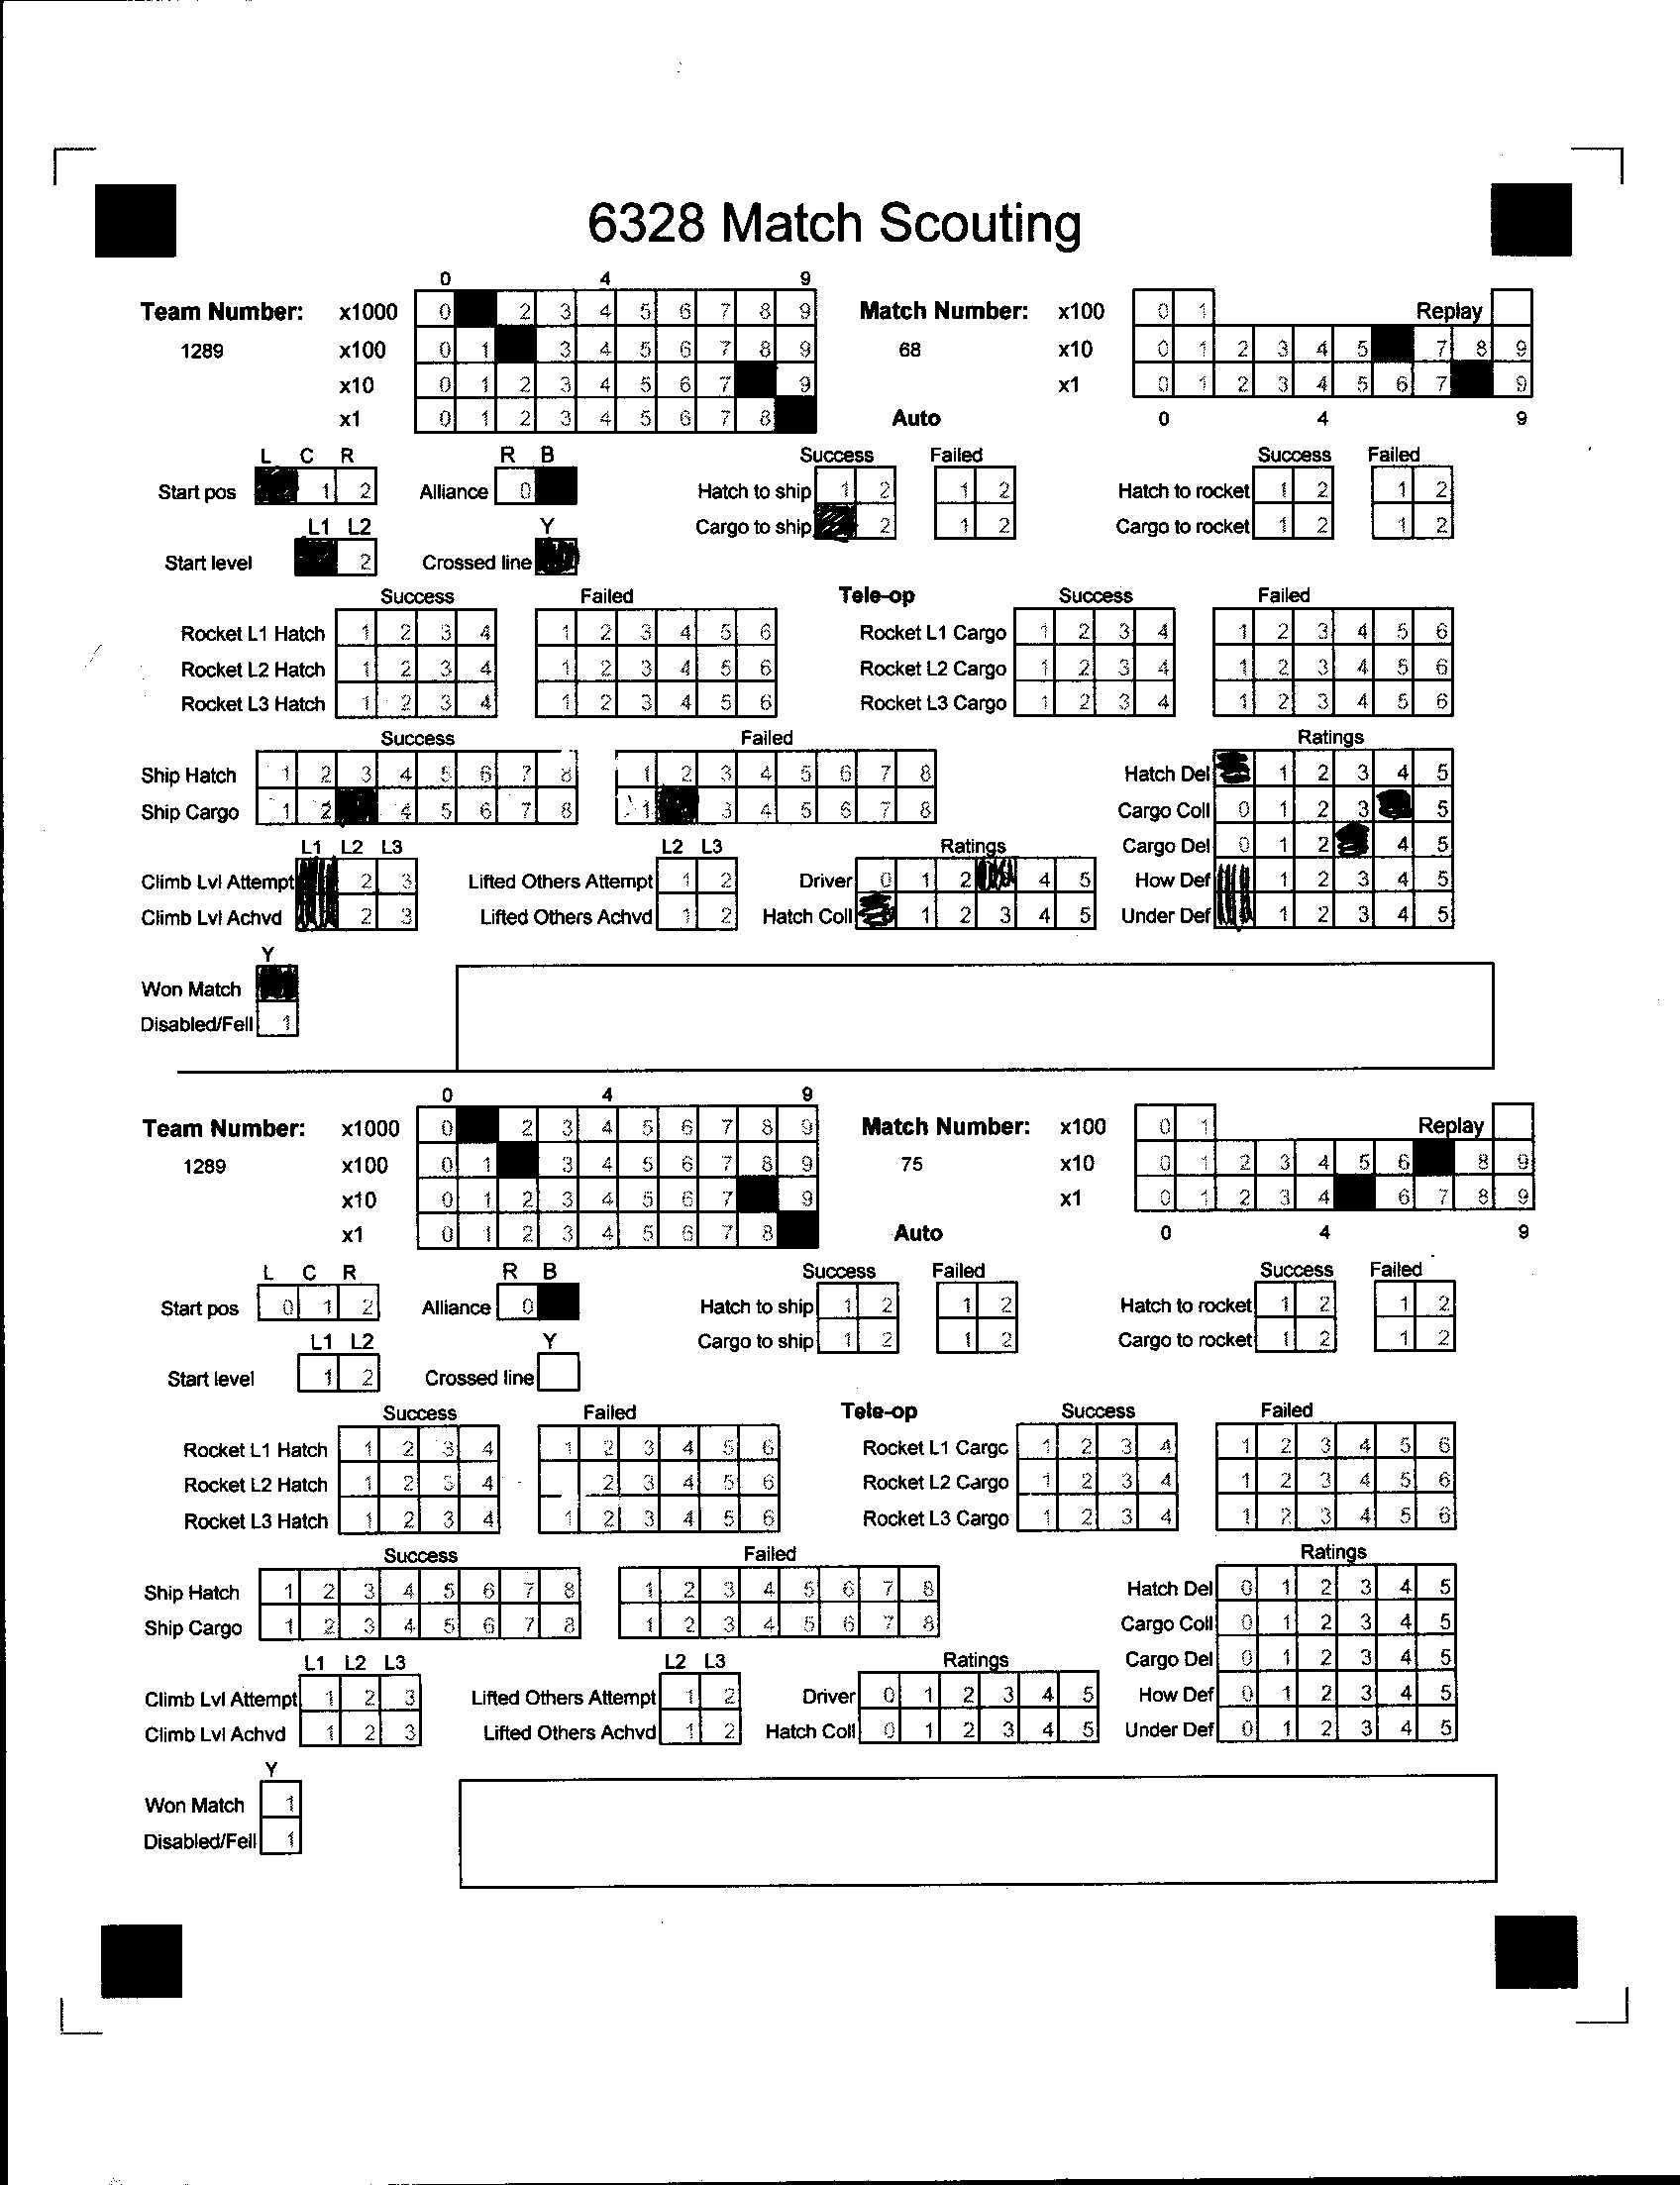 6328 Match Scouting
0 4 9
Team Number: x1000 0 2 3 4 5 6 7 8 9 Match Number: x100 0 1 Replay
1289 x100 0 1 3 4 5 6 7 8 9 68 x10 0 1 2 3 4 5 7 8 9
x10 0 1 2 3 4 5 6 7 9 x1 0 1 2 3 4 5 6 7 9
x1 0 1 2 3 4 5 6 7 8 Auto 0 4 9
L C R R B Success Failed Success Failed
Start pos 1 2 Alliance 0 Hatch to ship 1 2 1 2 Hatch to rocket 1 2 1 2
L1 L2 Y Cargo to ship 2 1 2 Cargo to rocket 1 2 1 2
Start level 2 Crossed line
Success Failed Tele-op Success Failed
Rocket L1 Hatch 1 2 3 4 1 2 3 4 5 6 Rocket L1 Cargo 1 2 3 4 1 2 3 4 5 6
Rocket L2 Hatch 1 2 3 4 1 2 3 4 5 6 Rocket L2 Cargo 1 2 3 4 1 2 3 4 5 6
Rocket L3 Hatch 1 2 3 4 1 2 3 4 5 6 Rocket L3 Cargo 1 2 3 4 1 2 3 4 5 6
Success Failed Ratings
Ship Hatch 1 2 3 4 5 6 7 8 1 2 3 4 5 6 7 8 Hatch Del 1 2 3 4 5
Ship Cargo 1 2 4 5 6 7 8 1 3 4 5 6 7 8 Cargo Coll 0 1 2 3 5
L1 L2 L3 L2 L3 Ratings Cargo Del 0 1 2 4 5
Climb Lvl Attempt 2 3 Lifted Others Attempt 1 2 Driver 0 1 2 4 5 How Def 1 2 3 4 5
Climb Lvl Achvd 2 3 Lifted Others Achvd 1 2 Hatch Coll 1 2 3 4 5 Under Def 1 2 3 4 5
Y
Won Match
Disabled/Fell 1
0 4 9
Team Number: x1000 0 2 3 4 5 6 7 8 9 Match Number: x100 0 1 Replay
1289 x100 0 1 3 4 5 6 7 8 9 75 x10 0 1 2 3 4 5 6 8 9
x10 0 1 2 3 4 5 6 7 9 x1 0 1 2 3 4 6 7 8 9
x1 0 1 2 3 4 5 6 7 8 Auto 0 4 9
L C R R B Success Failed Success Failed
Start pos 0 1 2 Alliance 0 Hatch to ship 1 2 1 2 Hatch to rocket 1 2 1 2
L1 L2 Y Cargo to ship 1 2 1 2 Cargo to rocket 1 2 1 2
Start level 1 2 Crossed line
Success Failed Tele-op Success Failed
Rocket L1 Hatch 1 2 3 4 1 2 3 4 5 6 Rocket L1 Cargo 1 2 3 4 1 2 3 4 5 6
Rocket L2 Hatch 1 2 3 4 2 3 4 5 6 Rocket L2 Cargo 1 2 3 4 1 2 3 4 5 6
Rocket L3 Hatch 1 2 3 4 1 2 3 4 5 6 Rocket L3 Cargo 1 2 3 4 1 2 3 4 5 6
Success Failed Ratings
Ship Hatch 1 2 3 4 5 6 7 8 1 2 3 4 5 6 7 8 Hatch Del 0 1 2 3 4 5
Ship Cargo 1 2 3 4 5 6 7 8 1 2 3 4 5 6 7 8 Cargo Coll 0 1 2 3 4 5
L1 L2 L3 L2 L3 Ratings Cargo Del 0 1 2 3 4 5
Climb Lvl Attempt 1 2 3 Lifted Others Attempt 1 2 Driver 0 1 2 3 4 5 How Def 0 1 2 3 4 5
Climb Lvl Achvd 1 2 3 Lifted Others Achvd 1 2 Hatch Coll 0 1 2 3 4 5 Under Def 0 1 2 3 4 5
Y
Won Match 1
Disabled/Fell 1